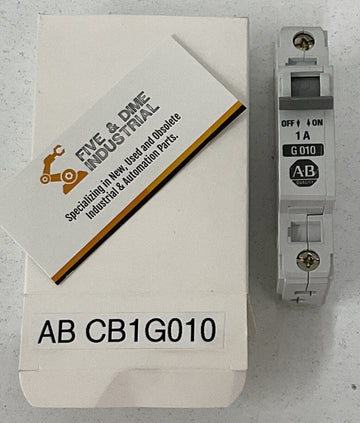 FIVE & DIME
INDUSTRIAL
Specializing in New, Used and Obsolete
Industrial & Automation Parts.
AB CB1G010
OFF ON
1A
G 010
AB
QUALITY